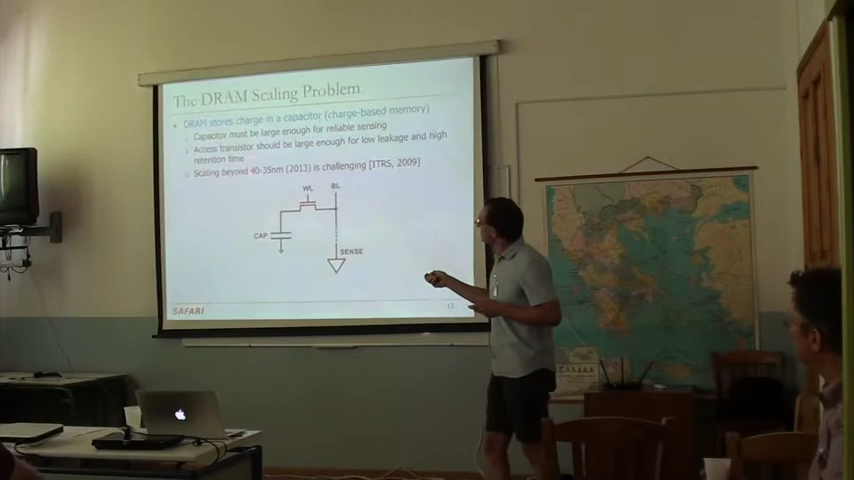 The DRAM Scaling Problem
DRAM stores charge in a capacitor (charge-based memory)
Capacitor must be large enough for reliable sensing
Access transistor should be large enough for low leakage and high
retention time
Scaling beyond 40-35nm (2013) is challenging [ITRS, 2009]
WL
BL
CAP
SENSE
SAFARI